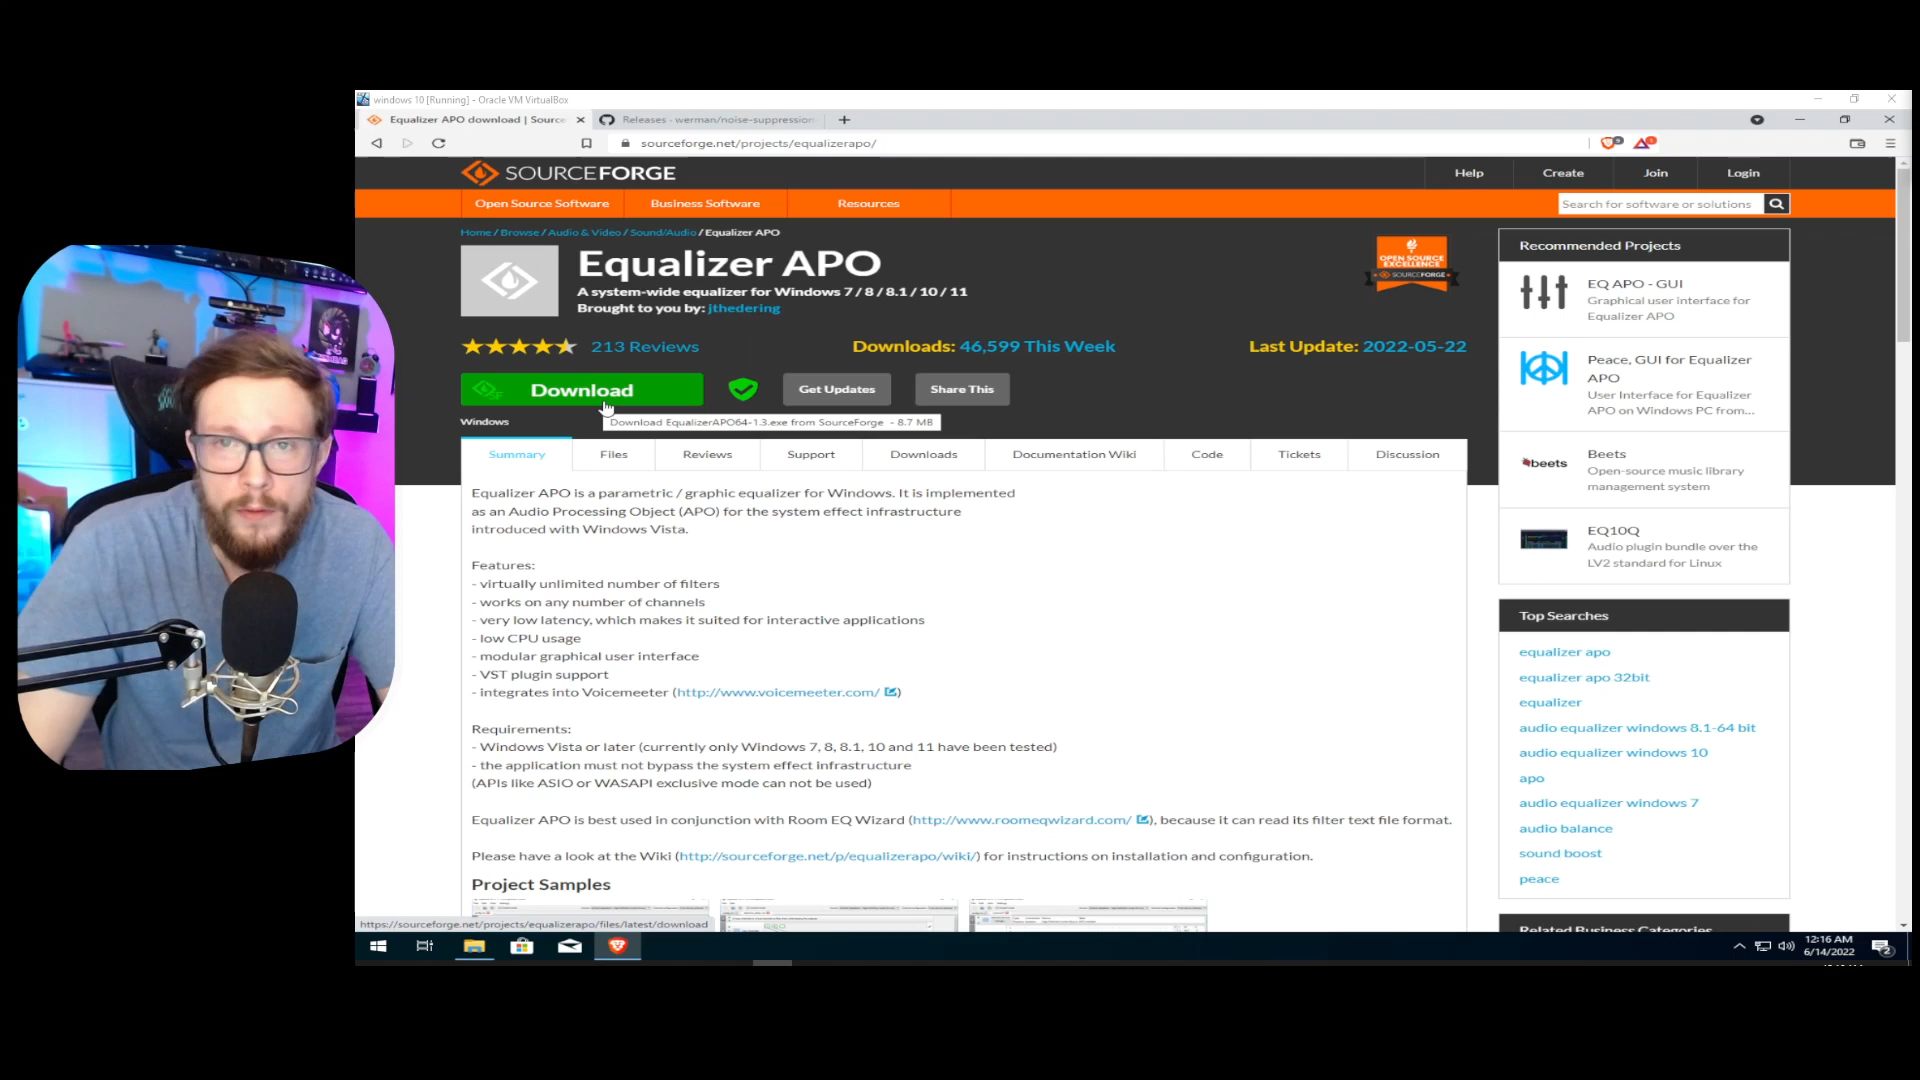 windows 10 [Running] - Oracle VM VirtualBox
Equalizer APO download | Source
Releases - werman/noise-suppression
sourceforge.net/projects/equalizerapo/
SOURCEFORGE
Help
Create
Join
Login
Open Source Software
Business Software
Resources
Search for software or solutions
Home / Browse / Audio & Video / Sound/Audio / Equalizer APO
Equalizer APO
A system-wide equalizer for Windows 7 / 8 / 8.1 / 10 / 11
Brought to you by: jthedering
OPEN SOURCE
EXCELLENCE
SOURCEFORGE
213 Reviews
Downloads: 46,599 This Week
Last Update: 2022-05-22
Download
Get Updates
Share This
Windows
Download EqualizerAPO64-1.3.exe from SourceForge - 8.7 MB
Summary
Files
Reviews
Support
Downloads
Documentation Wiki
Code
Tickets
Discussion
Equalizer APO is a parametric / graphic equalizer for Windows. It is implemented
as an Audio Processing Object (APO) for the system effect infrastructure
introduced with Windows Vista.
Features:
- virtually unlimited number of filters
- works on any number of channels
- very low latency, which makes it suited for interactive applications
- low CPU usage
- modular graphical user interface
- VST plugin support
- integrates into Voicemeeter (http://www.voicemeeter.com/ )
Requirements:
- Windows Vista or later (currently only Windows 7, 8, 8.1, 10 and 11 have been tested)
- the application must not bypass the system effect infrastructure
(APIs like ASIO or WASAPI exclusive mode can not be used)
Equalizer APO is best used in conjunction with Room EQ Wizard (http://www.roomeqwizard.com/ ), because it can read its filter text file format.
Please have a look at the Wiki (http://sourceforge.net/p/equalizerapo/wiki/) for instructions on installation and configuration.
Project Samples
https://sourceforge.net/projects/equalizerapo/files/latest/download
Recommended Projects
EQ APO - GUI
Graphical user interface for
Equalizer APO
Peace, GUI for Equalizer
APO
User Interface for Equalizer
APO on Windows PC from...
beets
Beets
Open-source music library
management system
EQ10Q
Audio plugin bundle over the
LV2 standard for Linux
Top Searches
equalizer apo
equalizer apo 32bit
equalizer
audio equalizer windows 8.1-64 bit
audio equalizer windows 10
apo
audio equalizer windows 7
audio balance
sound boost
peace
Related Business Categories
12:16 AM
6/14/2022
2